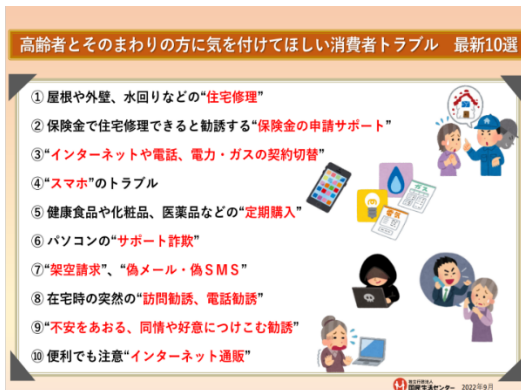 高齢者とそのまわりの方に気を付けてほしい消費者トラブル 最新10選
① 屋根や外壁、水回りなどの“住宅修理”
② 保険金で住宅修理できると勧誘する“保険金の申請サポート”
③“インターネットや電話、電力・ガスの契約切替”
④“スマホ”のトラブル
⑤ 健康食品や化粧品、医薬品などの“定期購入”
⑥ パソコンの“サポート詐欺”
⑦“架空請求”、“偽メール・偽ＳＭＳ”
⑧ 在宅時の突然の“訪問勧誘、電話勧誘”
⑨“不安をあおる、同情や好意につけこむ勧誘”
⑩ 便利でも注意“インターネット通販”
独立行政法人
国民生活センター 2022年9月